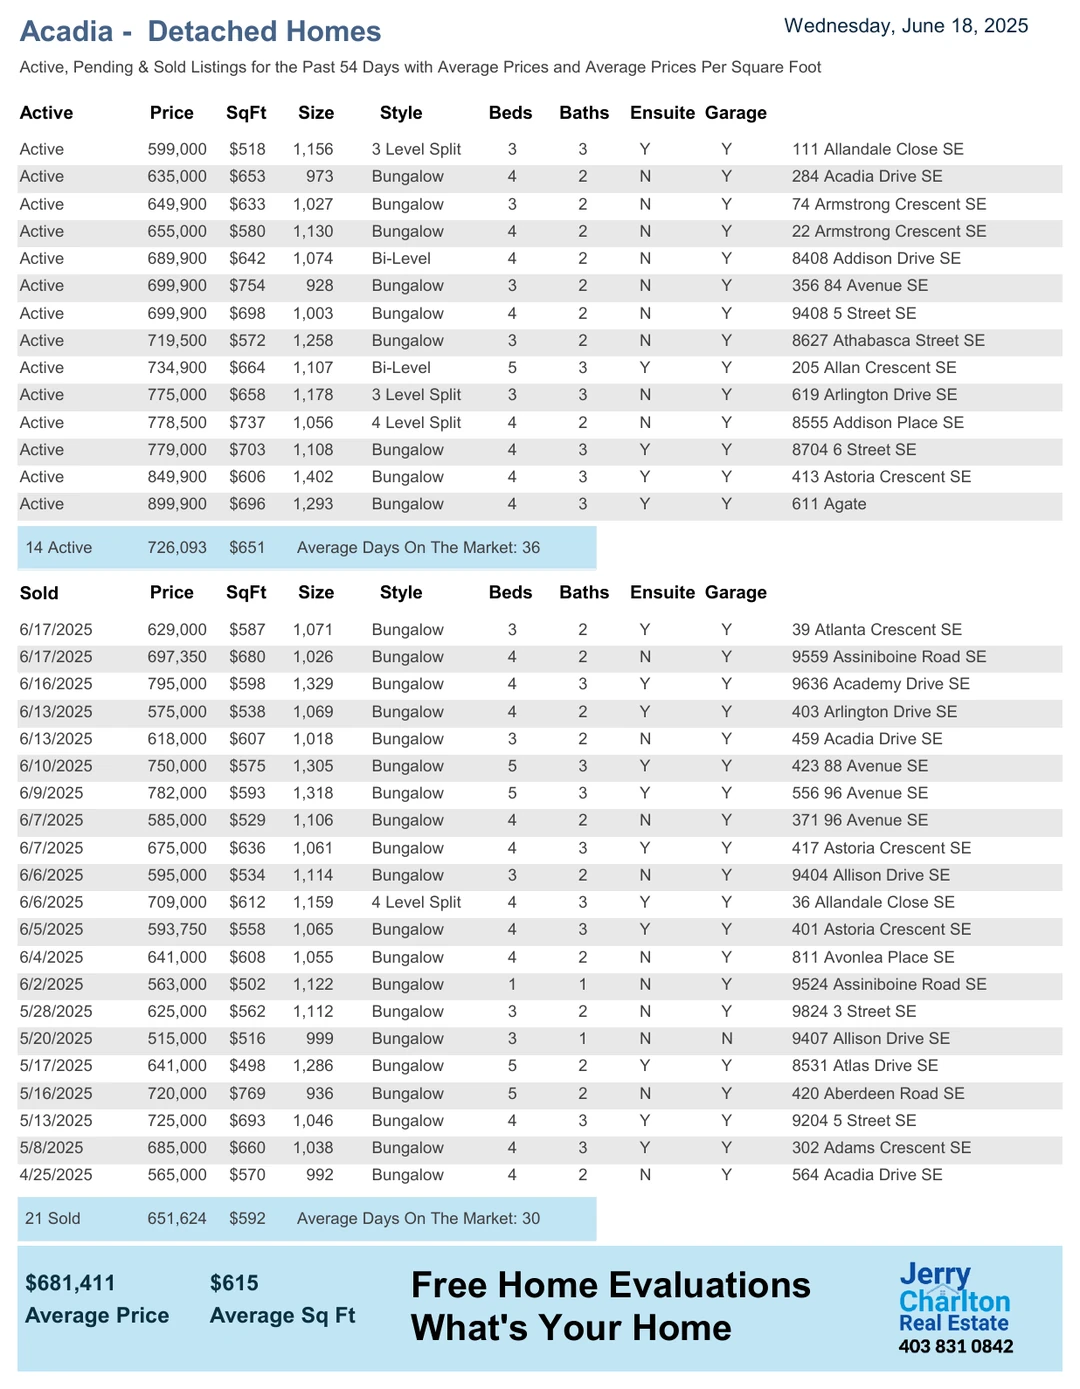 Acadia - Detached Homes
Wednesday, June 18, 2025
Active, Pending & Sold Listings for the Past 54 Days with Average Prices and Average Prices Per Square Foot
Active Price SqFt Size Style Beds Baths Ensuite Garage
Active 599,000 $518 1,156 3 Level Split 3 3 Y Y 111 Allandale Close SE
Active 635,000 $653 973 Bungalow 4 2 N Y 284 Acadia Drive SE
Active 649,900 $633 1,027 Bungalow 3 2 N Y 74 Armstrong Crescent SE
Active 655,000 $580 1,130 Bungalow 4 2 N Y 22 Armstrong Crescent SE
Active 689,900 $642 1,074 Bi-Level 4 2 N Y 8408 Addison Drive SE
Active 699,900 $754 928 Bungalow 3 2 N Y 356 84 Avenue SE
Active 699,900 $698 1,003 Bungalow 4 2 N Y 9408 5 Street SE
Active 719,500 $572 1,258 Bungalow 3 2 N Y 8627 Athabasca Street SE
Active 734,900 $664 1,107 Bi-Level 5 3 Y Y 205 Allan Crescent SE
Active 775,000 $658 1,178 3 Level Split 3 3 N Y 619 Arlington Drive SE
Active 778,500 $737 1,056 4 Level Split 4 2 N Y 8555 Addison Place SE
Active 779,000 $703 1,108 Bungalow 4 3 Y Y 8704 6 Street SE
Active 849,900 $606 1,402 Bungalow 4 3 Y Y 413 Astoria Crescent SE
Active 899,900 $696 1,293 Bungalow 4 3 Y Y 611 Agate
14 Active 726,093 $651 Average Days On The Market: 36
Sold Price SqFt Size Style Beds Baths Ensuite Garage
6/17/2025 629,000 $587 1,071 Bungalow 3 2 Y Y 39 Atlanta Crescent SE
6/17/2025 697,350 $680 1,026 Bungalow 4 2 N Y 9559 Assiniboine Road SE
6/16/2025 795,000 $598 1,329 Bungalow 4 3 Y Y 9636 Academy Drive SE
6/13/2025 575,000 $538 1,069 Bungalow 4 2 Y Y 403 Arlington Drive SE
6/13/2025 618,000 $607 1,018 Bungalow 3 2 N Y 459 Acadia Drive SE
6/10/2025 750,000 $575 1,305 Bungalow 5 3 Y Y 423 88 Avenue SE
6/9/2025 782,000 $593 1,318 Bungalow 5 3 Y Y 556 96 Avenue SE
6/7/2025 585,000 $529 1,106 Bungalow 4 2 N Y 371 96 Avenue SE
6/7/2025 675,000 $636 1,061 Bungalow 4 3 Y Y 417 Astoria Crescent SE
6/6/2025 595,000 $534 1,114 Bungalow 3 2 N Y 9404 Allison Drive SE
6/6/2025 709,000 $612 1,159 4 Level Split 4 3 Y Y 36 Allandale Close SE
6/5/2025 593,750 $558 1,065 Bungalow 4 3 Y Y 401 Astoria Crescent SE
6/4/2025 641,000 $608 1,055 Bungalow 4 2 N Y 811 Avonlea Place SE
6/2/2025 563,000 $502 1,122 Bungalow 1 1 N Y 9524 Assiniboine Road SE
5/28/2025 625,000 $562 1,112 Bungalow 3 2 N Y 9824 3 Street SE
5/20/2025 515,000 $516 999 Bungalow 3 1 N N 9407 Allison Drive SE
5/17/2025 641,000 $498 1,286 Bungalow 5 2 Y Y 8531 Atlas Drive SE
5/16/2025 720,000 $769 936 Bungalow 5 2 N Y 420 Aberdeen Road SE
5/13/2025 725,000 $693 1,046 Bungalow 4 3 Y Y 9204 5 Street SE
5/8/2025 685,000 $660 1,038 Bungalow 4 3 Y Y 302 Adams Crescent SE
4/25/2025 565,000 $570 992 Bungalow 4 2 N Y 564 Acadia Drive SE
21 Sold 651,624 $592 Average Days On The Market: 30
$681,411 $615
Average Price Average Sq Ft
Free Home Evaluations
What's Your Home
Jerry
Charlton
Real Estate
403 831 0842